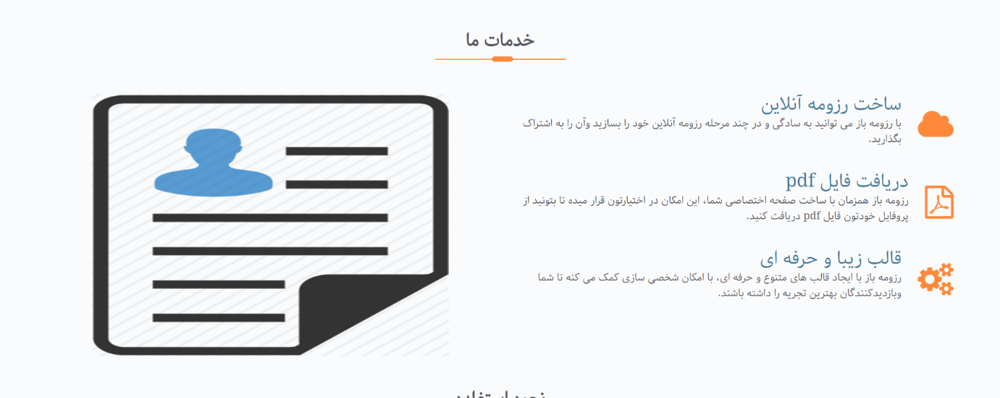 خدمات ما
ساخت رزومه آنلاین
با رزومه باز می توانید به سادگی و در چند مرحله رزومه آنلاین خود را بسازید وآن را به اشتراک
بگذارید.
دریافت فایل pdf
رزومه باز همزمان با ساخت صفحه اختصاصی شما، این امکان در اختیارتون قرار میده تا بتونید از
پروفایل خودتون فایل pdf دریافت کنید.
قالب زیبا و حرفه ای
رزومه باز با ایجاد قالب های متنوع و حرفه ای، با امکان شخصی سازی کمک می کنه تا شما
وبازدیدکنندگان بهترین تجربه را داشته باشند.